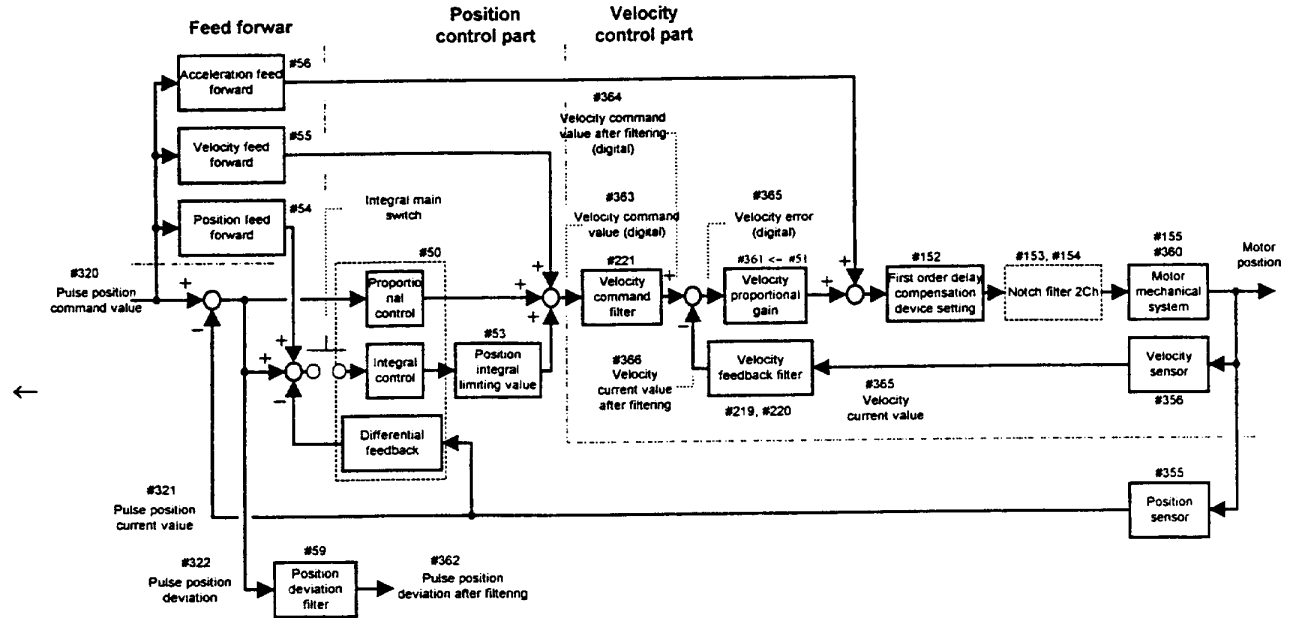 Feed forwar
Position
control part
Velocity
control part
Acceleration feed
forward
#56
Velocity feed
forward
#55
Position feed
forward
#54
Integral main
switch
#50
#364
Velocity command
value after filtering
(digital)
#363
Velocity command
value (digital)
#365
Velocity error
(digital)
#320
Pulse position
command value
+
−
Proportio
nal
control
+
+
+
#221
Velocity
command
filter
+
−
#361 <- #51
Velocity
proportional
gain
+
+
#152
First order delay
compensation
device setting
#153, #154
Notch filter 2Ch
#155
#360
Motor
mechanical
system
Motor
position
+
+
−
Integral
control
#53
Position
integral
limiting value
#366
Velocity
current value
after filtering
Velocity
feedback filter
#219, #220
#365
Velocity
current value
Velocity
sensor
#356
←
Differential
feedback
#321
Pulse position
current value
#355
Position
sensor
#322
Pulse position
deviation
#59
Position
deviation
filter
#362
Pulse position
deviation after filtering